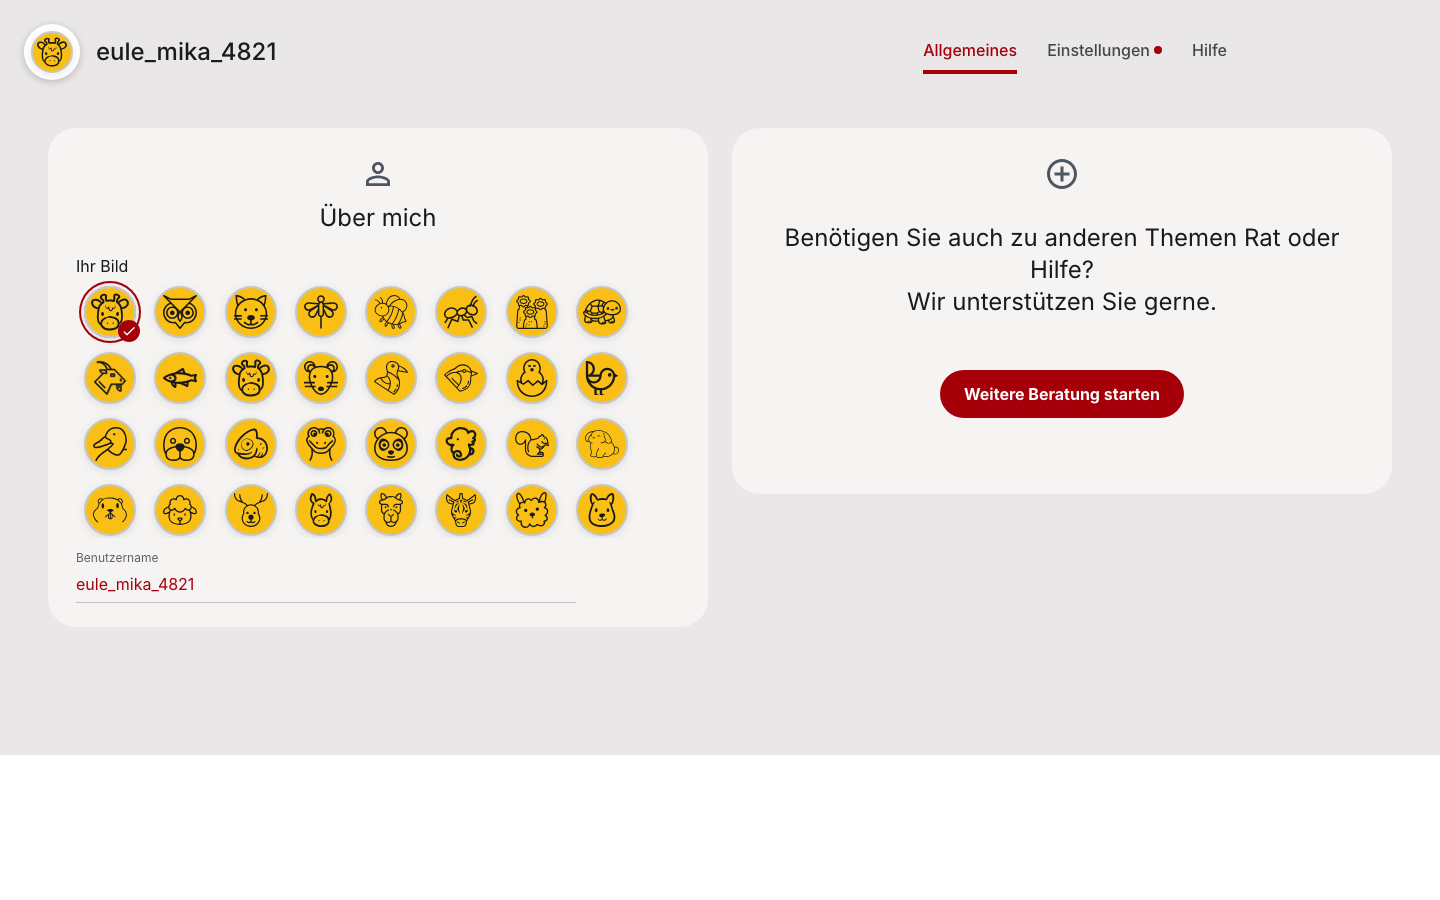 eule_mika_4821
Allgemeines
Einstellungen
Hilfe
Über mich
Ihr Bild
Benutzername
eule_mika_4821
Benötigen Sie auch zu anderen Themen Rat oder
Hilfe?
Wir unterstützen Sie gerne.
Weitere Beratung starten